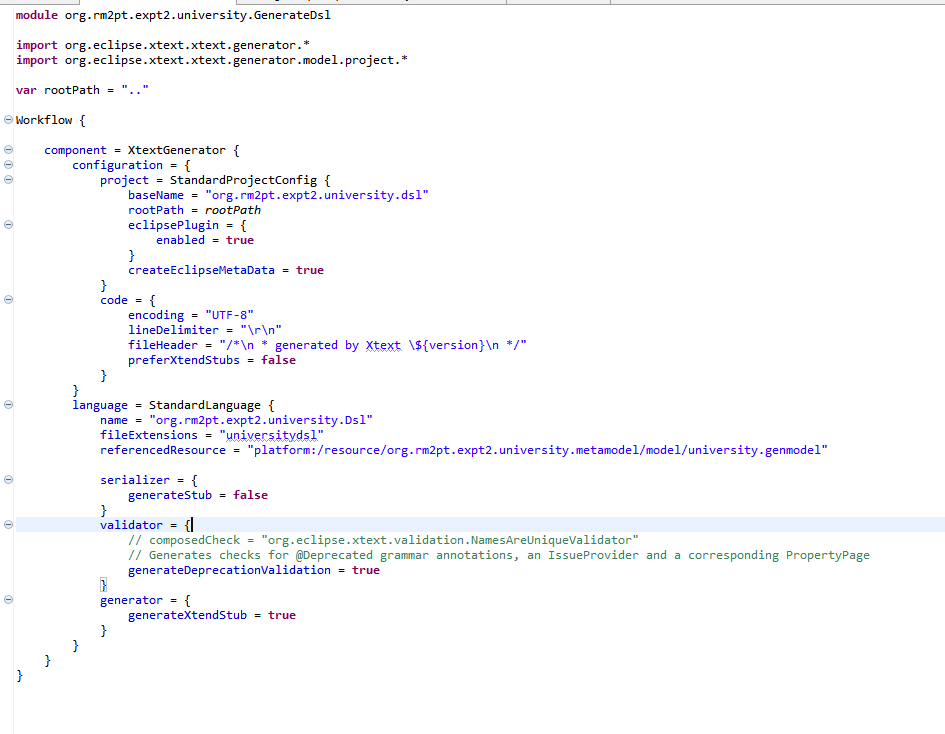 module org.rm2pt.expt2.university.GenerateDsl
import org.eclipse.xtext.xtext.generator.*
import org.eclipse.xtext.xtext.generator.model.project.*
var rootPath = ".."
Workflow {
component = XtextGenerator {
configuration = {
project = StandardProjectConfig {
baseName = "org.rm2pt.expt2.university.dsl"
rootPath = rootPath
eclipsePlugin = {
enabled = true
}
createEclipseMetaData = true
}
code = {
encoding = "UTF-8"
lineDelimiter = "\r\n"
fileHeader = "/*\n * generated by Xtext \${version}\n */"
preferXtendStubs = false
}
}
language = StandardLanguage {
name = "org.rm2pt.expt2.university.Dsl"
fileExtensions = "universitydsl"
referencedResource = "platform:/resource/org.rm2pt.expt2.university.metamodel/model/university.genmodel"
serializer = {
generateStub = false
}
validator = {
// composedCheck = "org.eclipse.xtext.validation.NamesAreUniqueValidator"
// Generates checks for @Deprecated grammar annotations, an IssueProvider and a corresponding PropertyPage
generateDeprecationValidation = true
}
generator = {
generateXtendStub = true
}
}
}
}